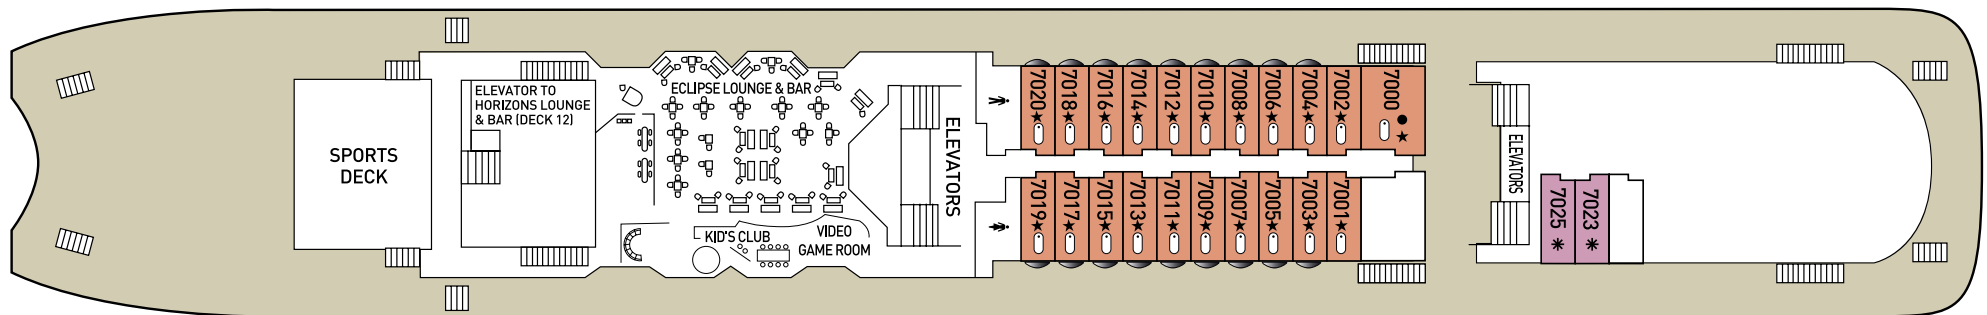 SPORTS
DECK
ELEVATOR TO
HORIZONS LOUNGE
& BAR (DECK 12)
ECLIPSE LOUNGE & BAR
KID'S CLUB
VIDEO
GAME ROOM
ELEVATORS
7020★
7018★
7016★
7014★
7012★
7010★
7008★
7006★
7004★
7002★
7000 ●★
7019★
7017★
7015★
7013★
7011★
7009★
7007★
7005★
7003★
7001★
ELEVATORS
7025 *
7023 *